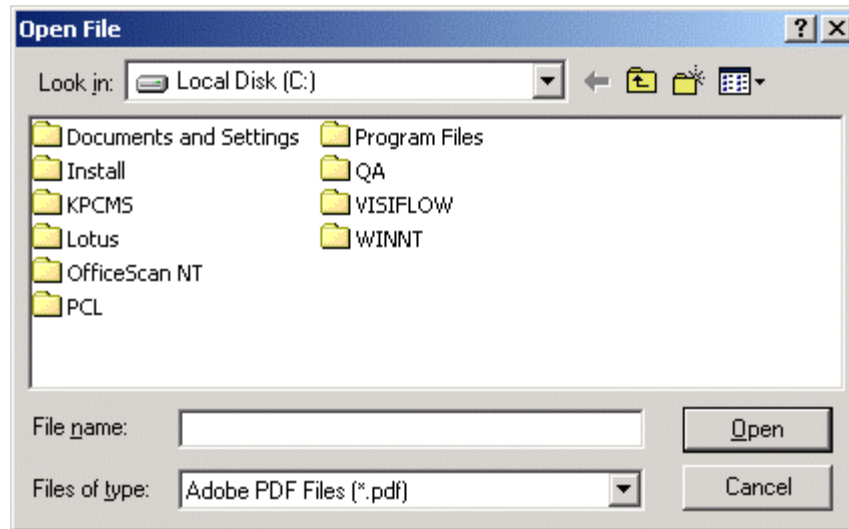 Open File
Look in: Local Disk (C:)
Documents and Settings Program Files
Install QA
KPCMS VISIFLOW
Lotus WINNT
OfficeScan NT
PCL
File name: Open
Files of type: Adobe PDF Files (*.pdf) Cancel